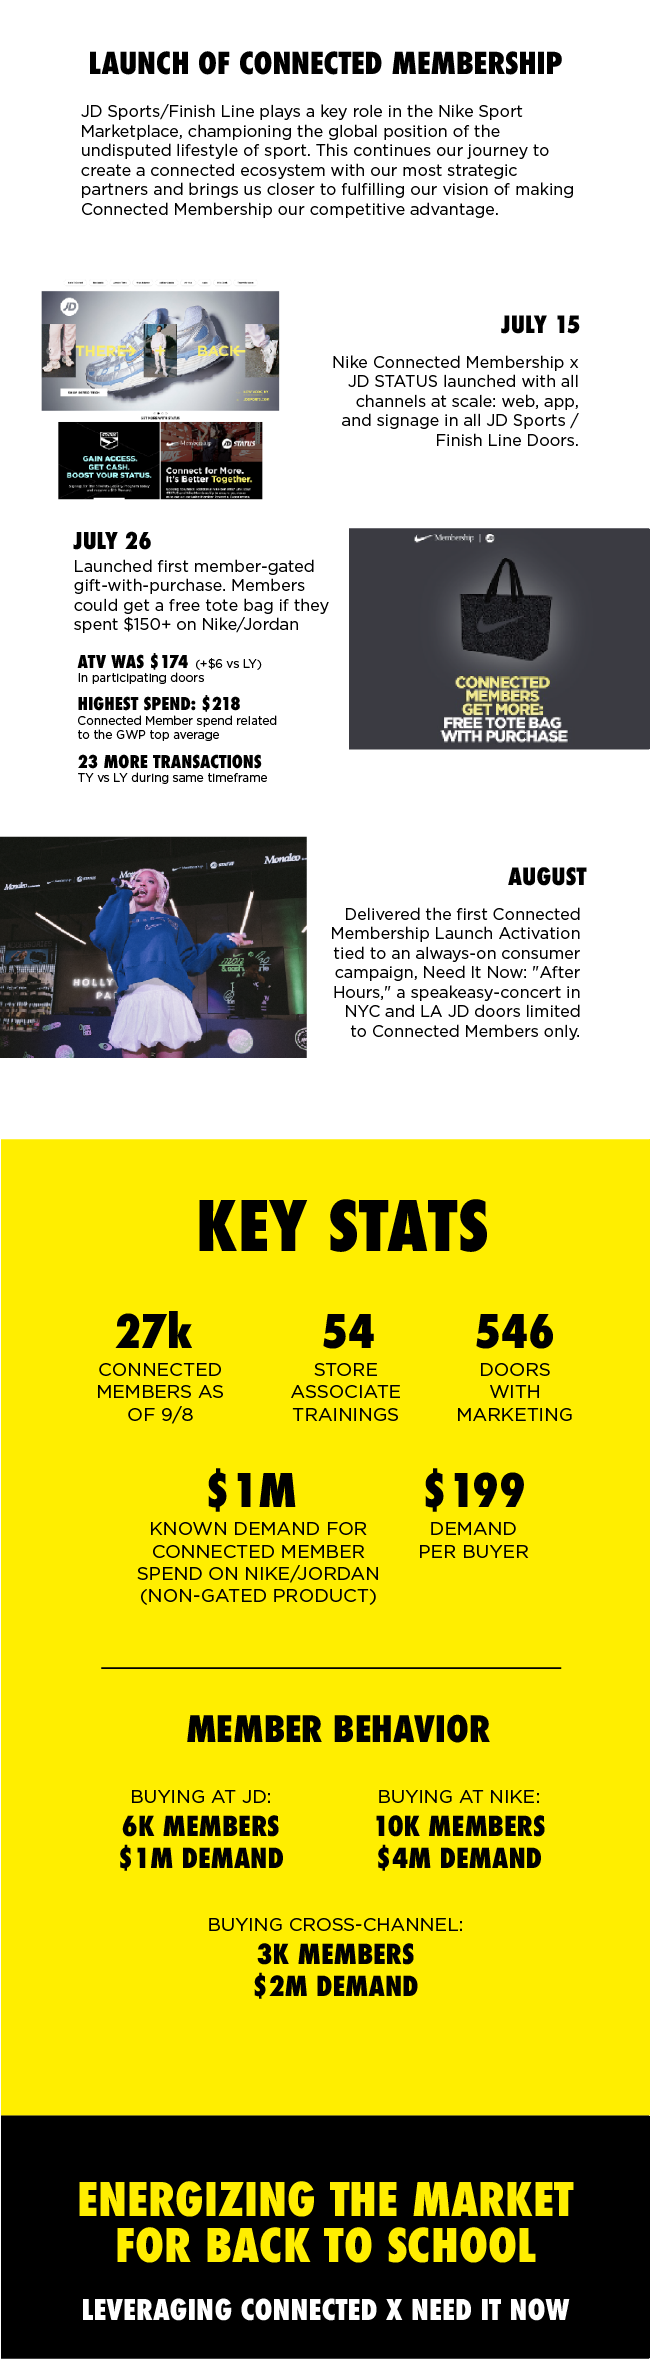 LAUNCH OF CONNECTED MEMBERSHIP
JD Sports/Finish Line plays a key role in the Nike Sport
Marketplace, championing the global position of the
undisputed lifestyle of sport. This continues our journey to
create a connected ecosystem with our most strategic
partners and brings us closer to fulfilling our vision of making
Connected Membership our competitive advantage.
JD
THERE
BACK
GAIN ACCESS.
GET CASH.
BOOST YOUR STATUS.
Membership
JD STATUS
Connect for More.
It's Better Together.
JULY 15
Nike Connected Membership x
JD STATUS launched with all
channels at scale: web, app,
and signage in all JD Sports /
Finish Line Doors.
JULY 26
Launched first member-gated
gift-with-purchase. Members
could get a free tote bag if they
spent $150+ on Nike/Jordan
ATV WAS $174 (+$6 vs LY)
In participating doors
HIGHEST SPEND: $218
Connected Member spend related
to the GWP top average
23 MORE TRANSACTIONS
TY vs LY during same timeframe
Membership
CONNECTED
MEMBERS
GET MORE:
FREE TOTE BAG
WITH PURCHASE
Monaleo
AUGUST
Delivered the first Connected
Membership Launch Activation
tied to an always-on consumer
campaign, Need It Now: "After
Hours," a speakeasy-concert in
NYC and LA JD doors limited
to Connected Members only.
KEY STATS
27k
CONNECTED
MEMBERS AS
OF 9/8
54
STORE
ASSOCIATE
TRAININGS
546
DOORS
WITH
MARKETING
$1M
KNOWN DEMAND FOR
CONNECTED MEMBER
SPEND ON NIKE/JORDAN
(NON-GATED PRODUCT)
$199
DEMAND
PER BUYER
MEMBER BEHAVIOR
BUYING AT JD:
6K MEMBERS
$1M DEMAND
BUYING AT NIKE:
10K MEMBERS
$4M DEMAND
BUYING CROSS-CHANNEL:
3K MEMBERS
$2M DEMAND
ENERGIZING THE MARKET
FOR BACK TO SCHOOL
LEVERAGING CONNECTED X NEED IT NOW